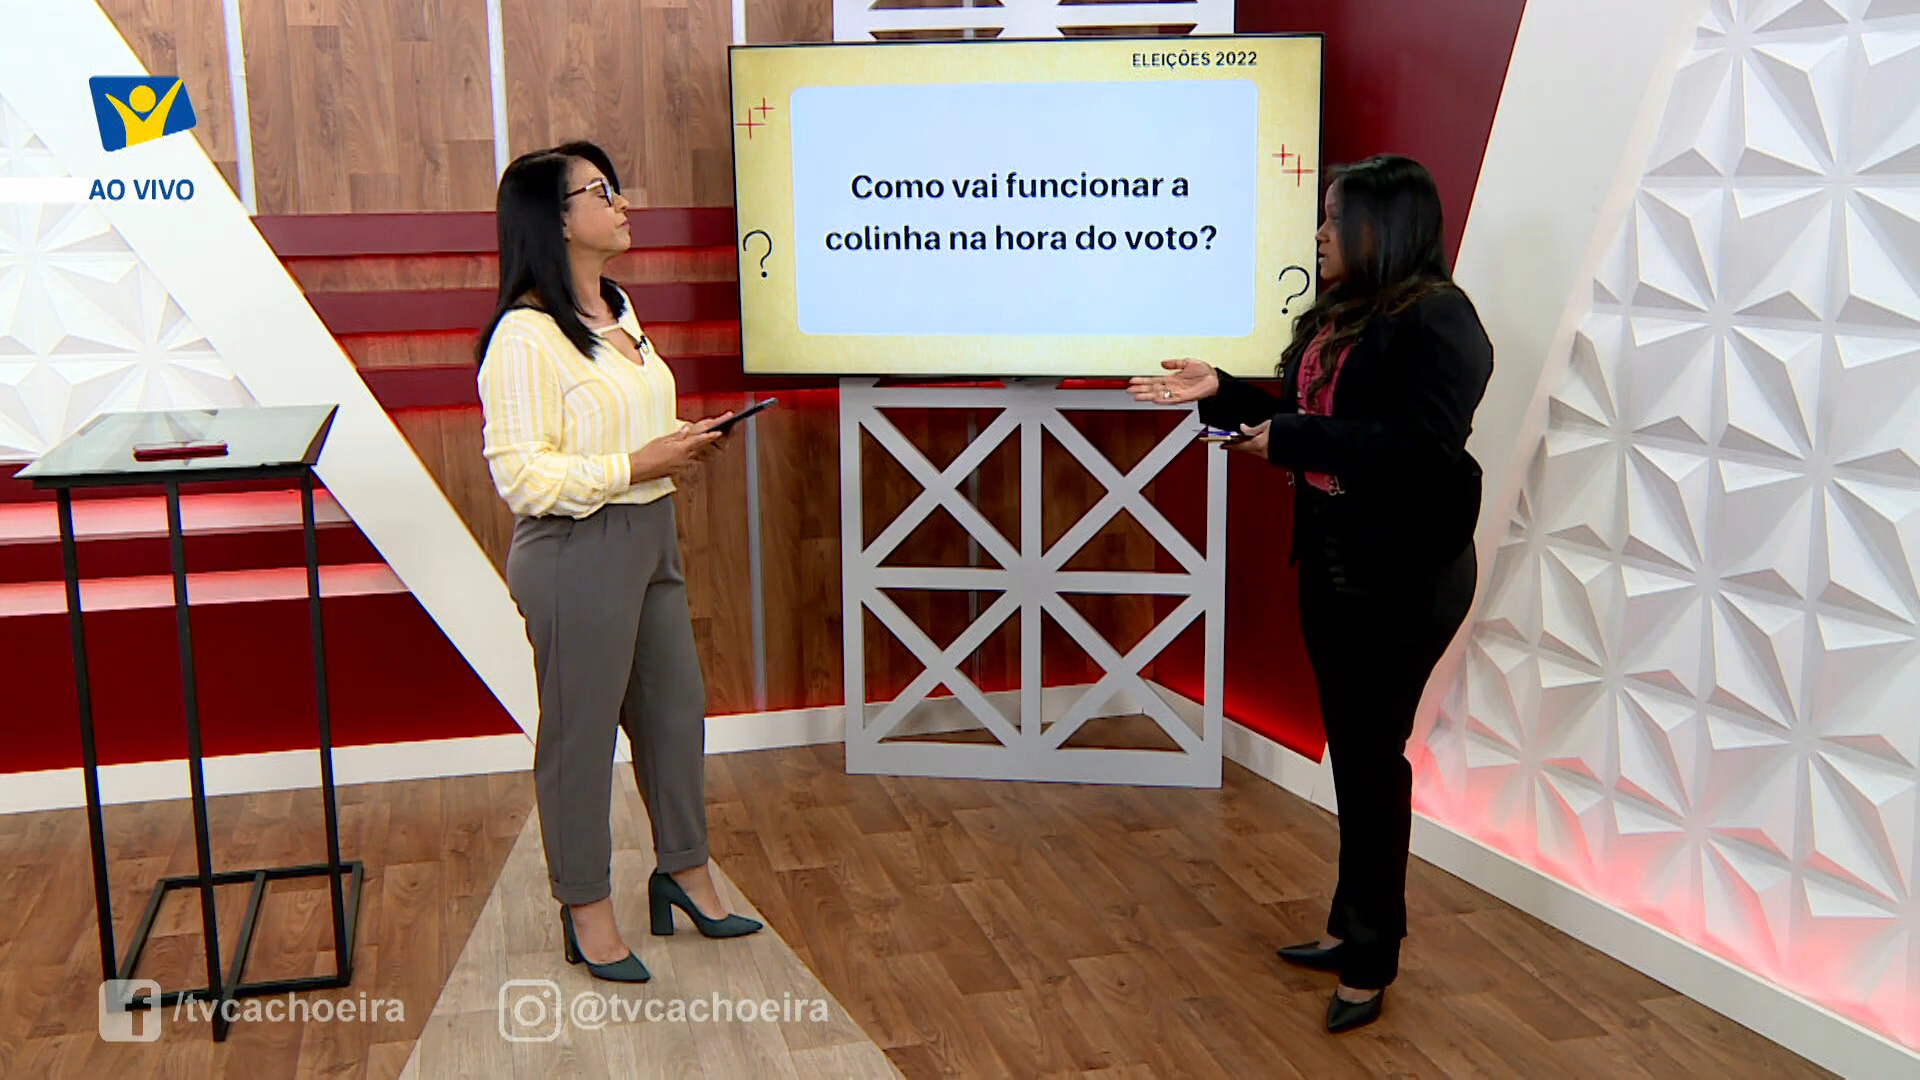 AO VIVO
ELEIÇÕES 2022
Como vai funcionar a
colinha na hora do voto?
/tvcachoeira
@tvcachoeira